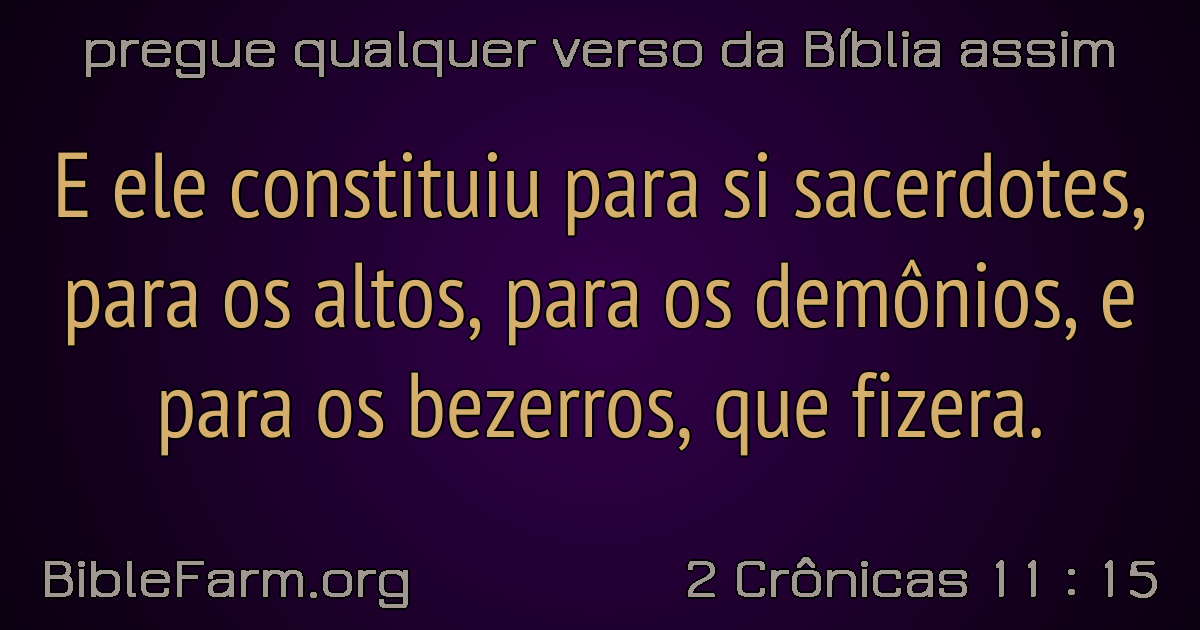 pregue qualquer verso da Bíblia assim
E ele constituiu para si sacerdotes,
para os altos, para os demônios, e
para os bezerros, que fizera.
BibleFarm.org
2 Crônicas 11 : 15